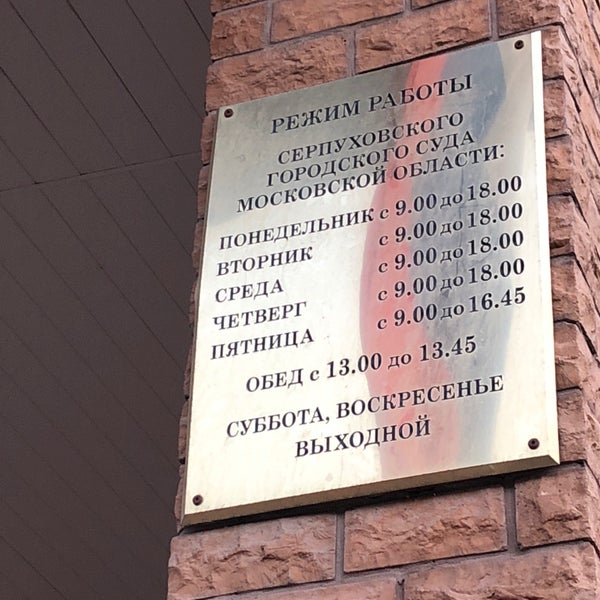 РЕЖИМ РАБОТЫ
СЕРПУХОВСКОГО
ГОРОДСКОГО СУДА
МОСКОВСКОЙ ОБЛАСТИ:
ПОНЕДЕЛЬНИК с 9.00 до 18.00
ВТОРНИК с 9.00 до 18.00
СРЕДА с 9.00 до 18.00
ЧЕТВЕРГ с 9.00 до 18.00
ПЯТНИЦА с 9.00 до 16.45
ОБЕД с 13.00 до 13.45
СУББОТА, ВОСКРЕСЕНЬЕ
ВЫХОДНОЙ